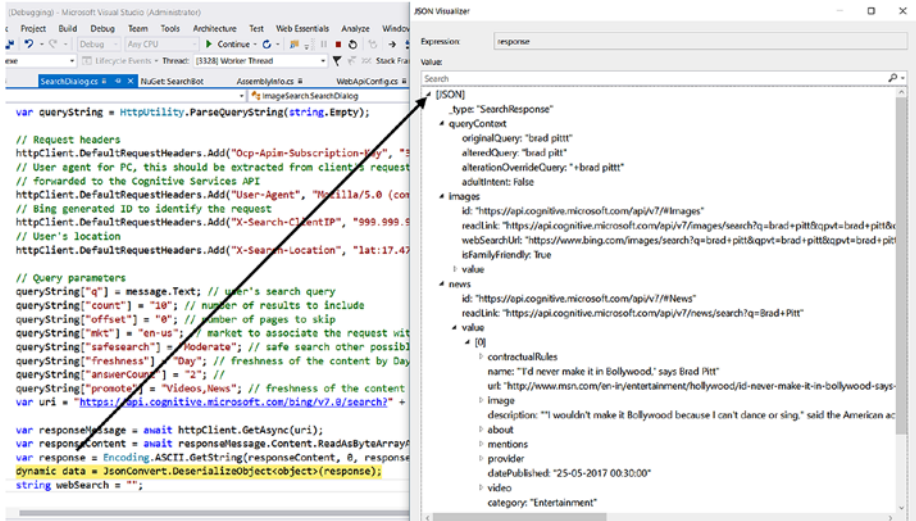 (Debugging) - Microsoft Visual Studio (Administrator)
Project Build Debug Team Tools Architecture Test Web Essentials Analyze Window
Debug Any CPU Continue
Lifecycle Events Thread: [3328] Worker Thread Stack Fran
SearchDialog.cs NuGet: SearchBot AssemblyInfo.cs WebApiConfig.cs
ImageSearch.SearchDialog
var queryString = HttpUtility.ParseQueryString(string.Empty);
// Request headers
httpClient.DefaultRequestHeaders.Add("Ocp-Apim-Subscription-Key",
// User agent for PC, this should be extracted from client's request
// forwarded to the Cognitive Services API
httpClient.DefaultRequestHeaders.Add("User-Agent", "Mozilla/5.0 (com
// Bing generated ID to identify the request
httpClient.DefaultRequestHeaders.Add("X-Search-ClientIP", "999.999.9
// User's location
httpClient.DefaultRequestHeaders.Add("X-Search-Location", "lat:17.47
// Query parameters
queryString["q"] = message.Text; // user's search query
queryString["count"] = "10"; // number of results to include
queryString["offset"] = "0"; // number of pages to skip
queryString["mkt"] = "en-us"; // market to associate the request wit
queryString["safesearch"] = "Moderate"; // safe search other possibl
queryString["freshness"] = "Day"; // freshness of the content by Day
queryString["answerCount"] = "2"; //
queryString["promote"] = "Videos,News"; // freshness of the content
var uri = "https://api.cognitive.microsoft.com/bing/v7.0/search?" +
var responseMessage = await httpClient.GetAsync(uri);
var responseContent = await responseMessage.Content.ReadAsByteArrayA
var response = Encoding.ASCII.GetString(responseContent, 0, response
dynamic data = JsonConvert.DeserializeObject<object>(response);
string webSearch = "";
JSON Visualizer
Expression: response
Value:
Search
[JSON]
_type: "SearchResponse"
queryContext
originalQuery: "brad pittt"
alteredQuery: "brad pitt"
alterationOverrideQuery: "+brad pittt"
adultIntent: False
images
id: "https://api.cognitive.microsoft.com/api/v7/#Images"
readLink: "https://api.cognitive.microsoft.com/api/v7/images/search?q=brad+pitt&qpvt=brad+pitt&c
webSearchUrl: "https://www.bing.com/images/search?q=brad+pitt&qpvt=brad+pitt&qpvt=brad+pit
isFamilyFriendly: True
value
news
id: "https://api.cognitive.microsoft.com/api/v7/#News"
readLink: "https://api.cognitive.microsoft.com/api/v7/news/search?q=Brad+Pitt"
value
[0]
contractualRules
name: "'I'd never make it in Bollywood,' says Brad Pitt"
url: "http://www.msn.com/en-in/entertainment/hollywood/id-never-make-it-in-bollywood-says-
image
description: ""I wouldn't make it Bollywood because I can't dance or sing," said the American ac
about
mentions
provider
datePublished: "25-05-2017 00:30:00"
video
category: "Entertainment"